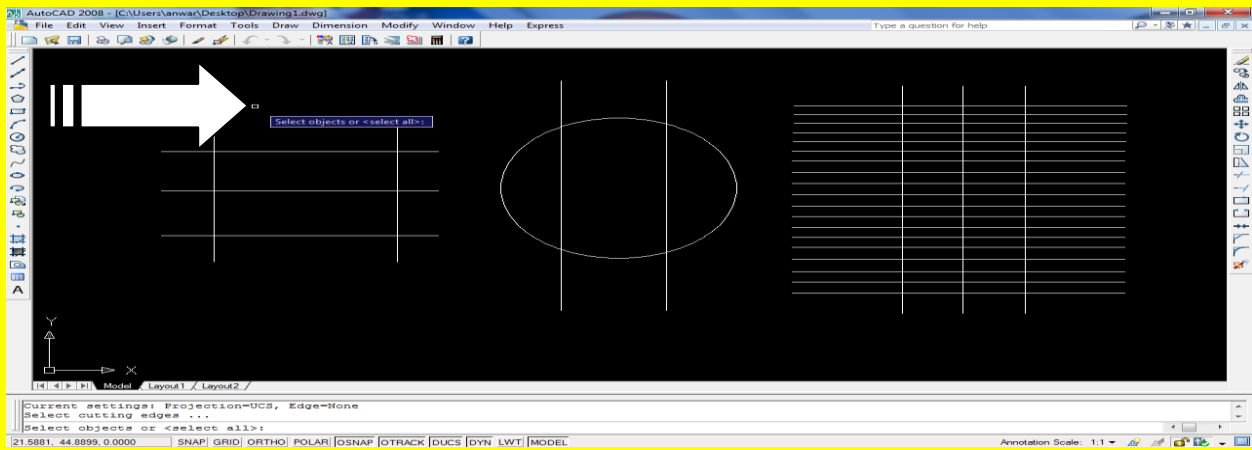 AutoCAD 2008 - [C:\Users\anwar\Desktop\Drawing1.dwg]
File Edit View Insert Format Tools Draw Dimension Modify Window Help Express
Type a question for help
Select objects or <select all>:
A
Y
X
Model Layout1 Layout2
Current settings: Projection=UCS, Edge=None
Select cutting edges ...
Select objects or <select all>:
21.5881, 44.8899, 0.0000 SNAP GRID ORTHO POLAR OSNAP OTRACK DUCS DYN LWT MODEL Annotation Scale: 1:1